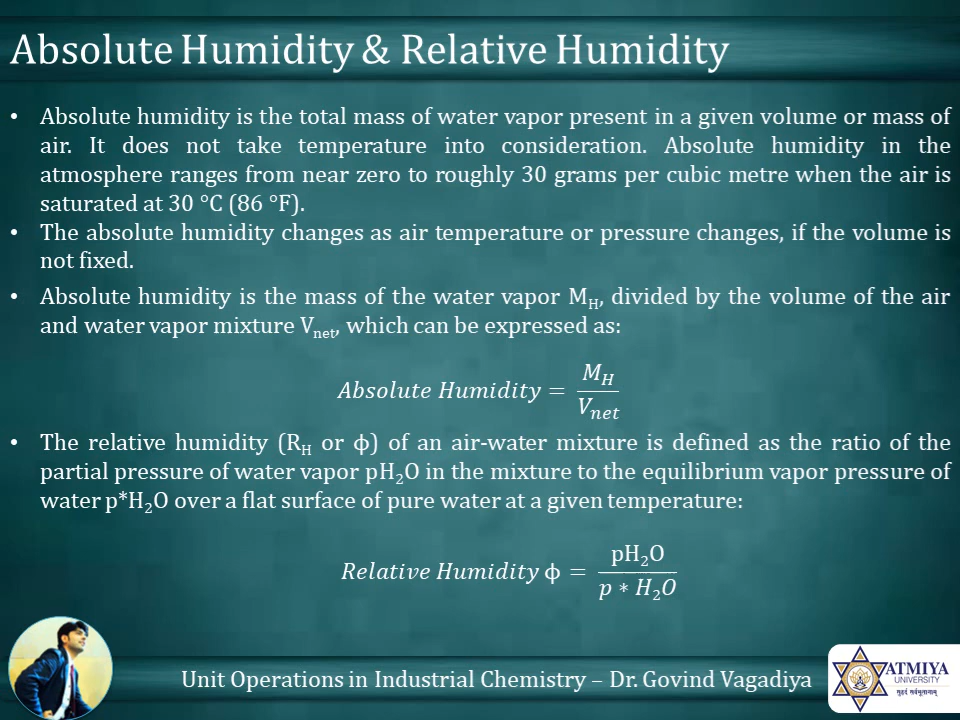 Absolute Humidity & Relative Humidity
• Absolute humidity is the total mass of water vapor present in a given volume or mass of
air. It does not take temperature into consideration. Absolute humidity in the
atmosphere ranges from near zero to roughly 30 grams per cubic metre when the air is
saturated at 30 °C (86 °F).
• The absolute humidity changes as air temperature or pressure changes, if the volume is
not fixed.
• Absolute humidity is the mass of the water vapor M_H, divided by the volume of the air
and water vapor mixture V_net, which can be expressed as:
Absolute Humidity = M_H / V_net
• The relative humidity (R_H or ϕ) of an air-water mixture is defined as the ratio of the
partial pressure of water vapor pH₂O in the mixture to the equilibrium vapor pressure of
water p*H₂O over a flat surface of pure water at a given temperature:
Relative Humidity ϕ = pH₂O / p ∗ H₂O
Unit Operations in Industrial Chemistry – Dr. Govind Vagadiya
ATMIYA
UNIVERSITY
सुहृदं सर्वभूतानाम्